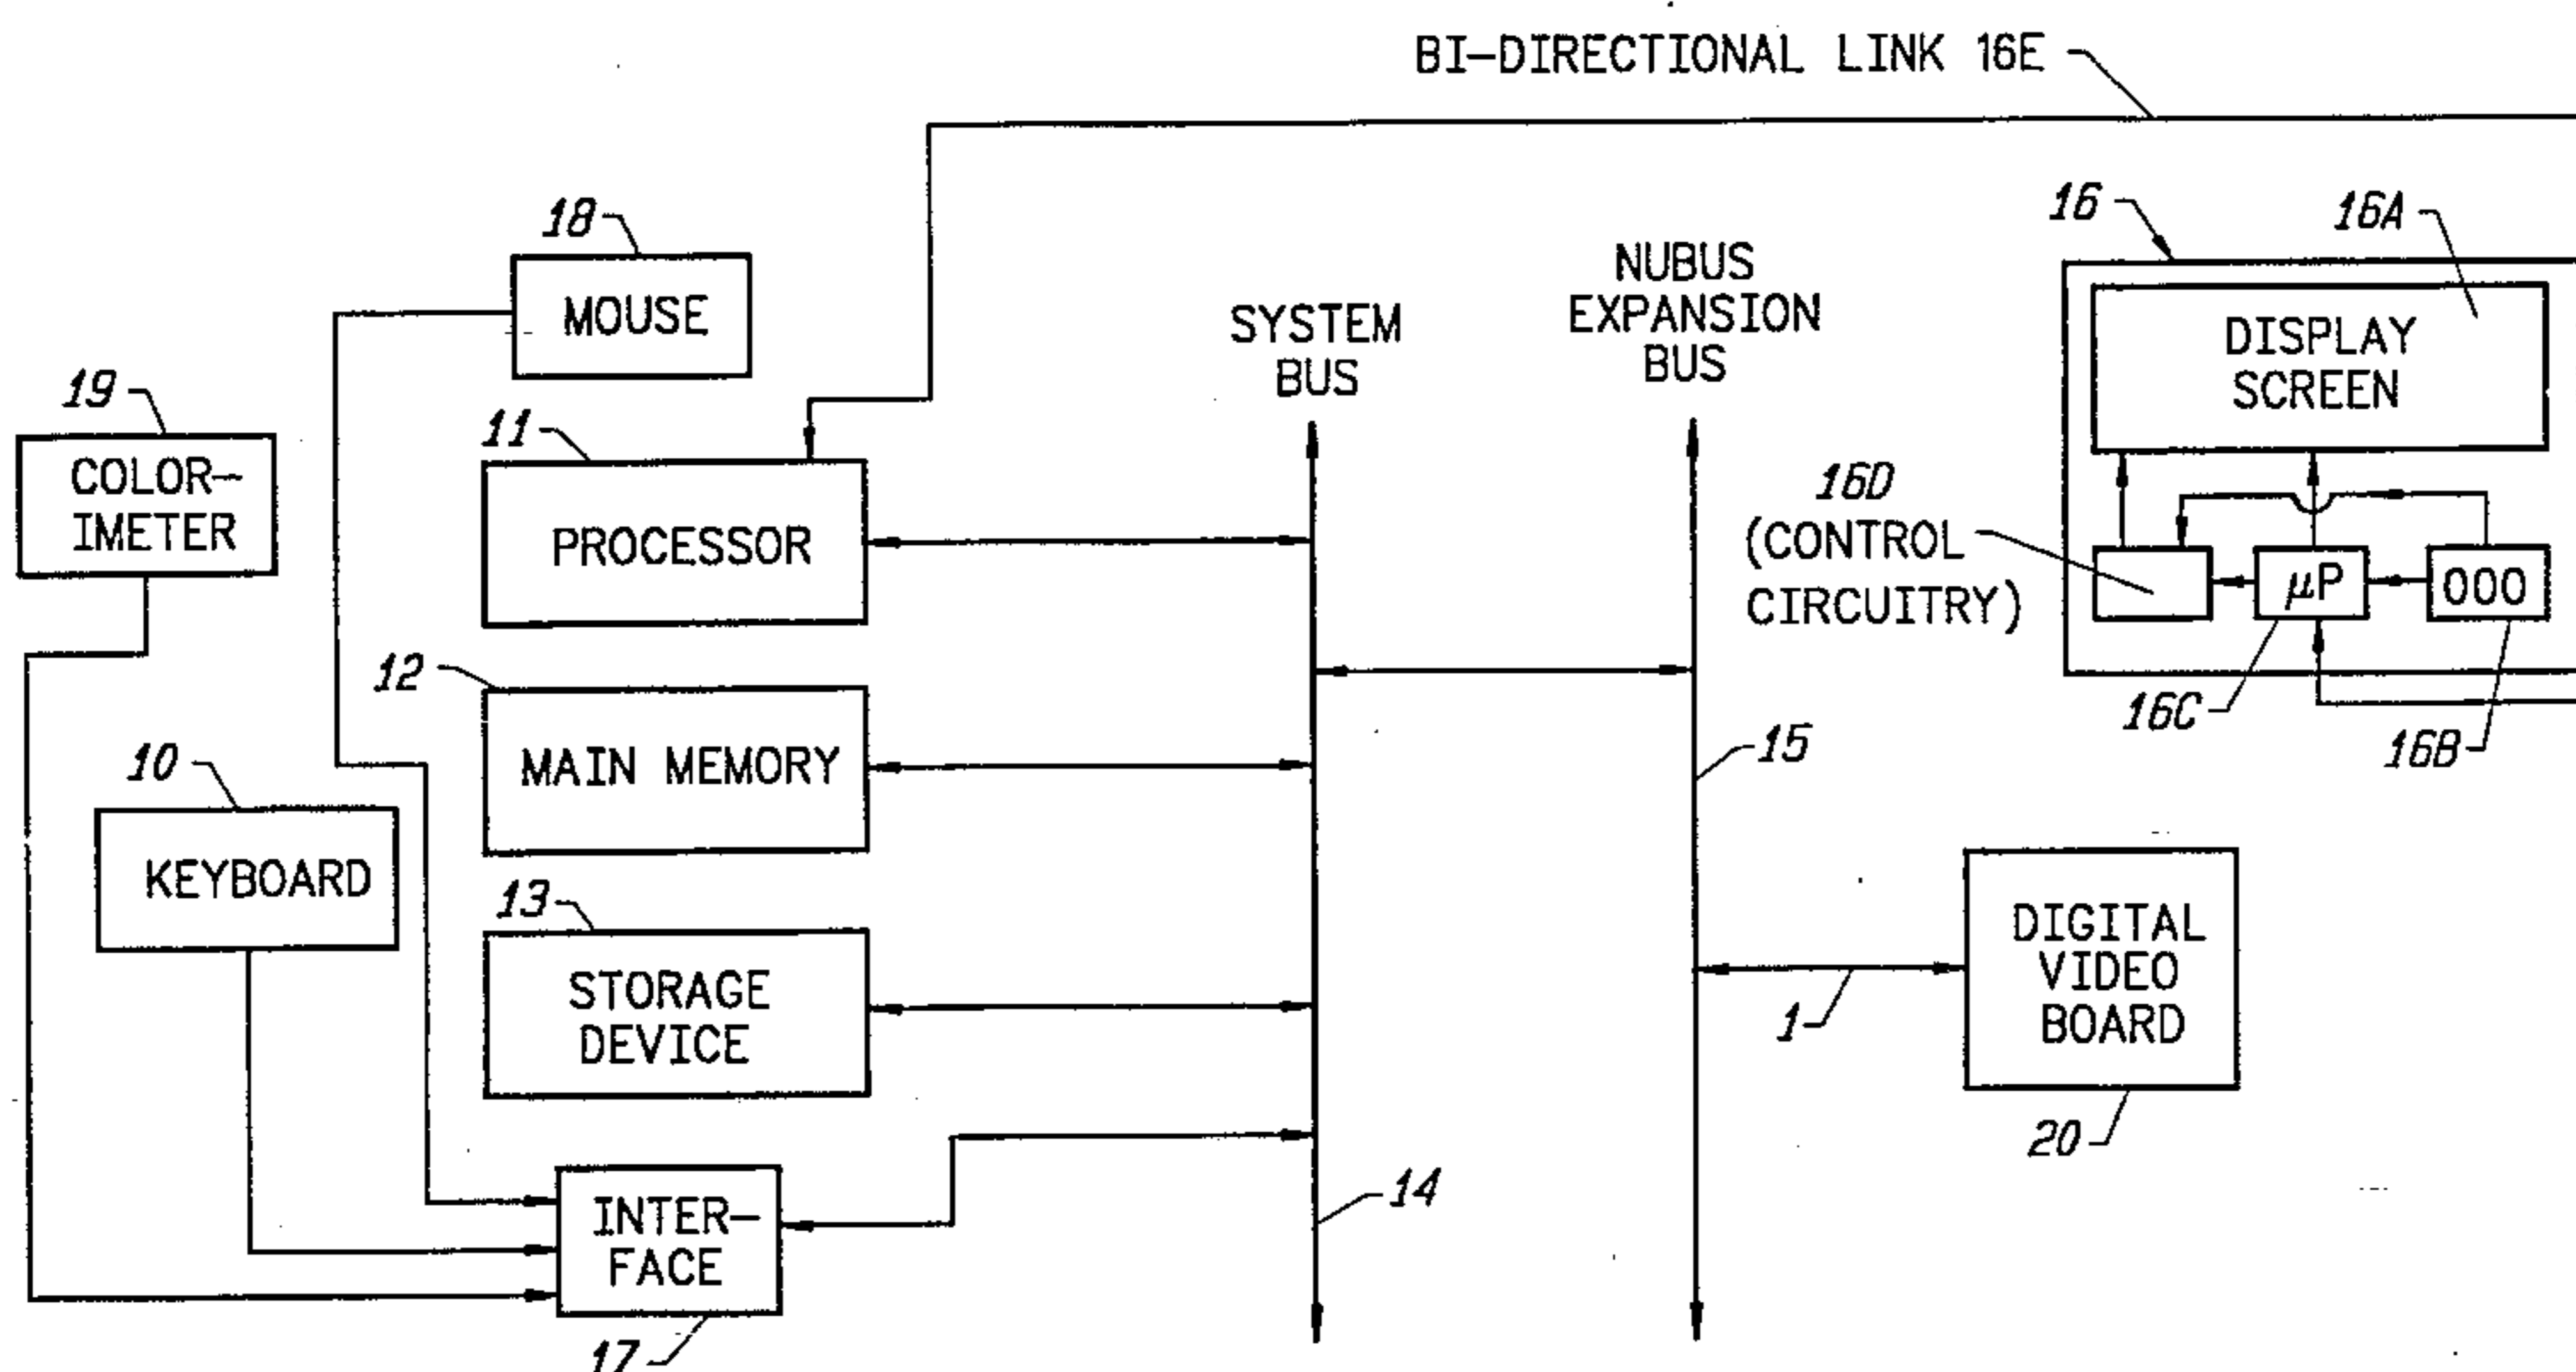 BI-DIRECTIONAL LINK 16E
18
MOUSE
19
COLOR-
IMETER
11
PROCESSOR
12
MAIN MEMORY
10
KEYBOARD
13
STORAGE
DEVICE
INTER-
FACE
17
SYSTEM
BUS
14
NUBUS
EXPANSION
BUS
15
16
16A
DISPLAY
SCREEN
16D
(CONTROL
CIRCUITRY)
μP
000
16C
16B
1
DIGITAL
VIDEO
BOARD
20